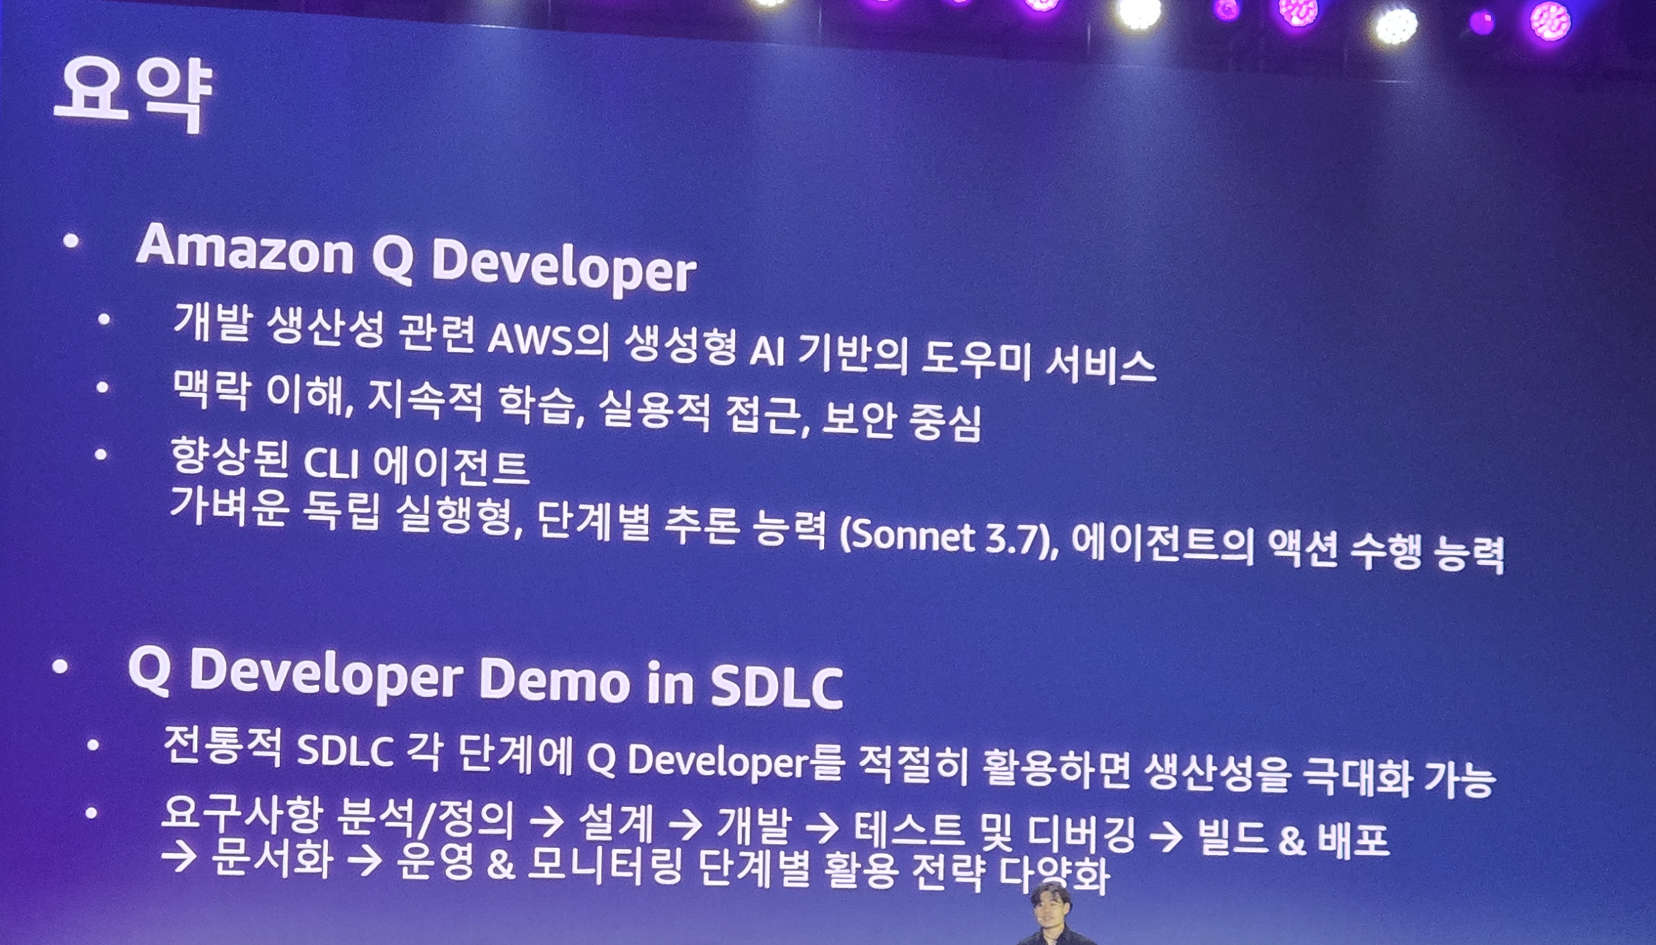 요약
• Amazon Q Developer
• 개발 생산성 관련 AWS의 생성형 AI 기반의 도우미 서비스
• 맥락 이해, 지속적 학습, 실용적 접근, 보안 중심
• 향상된 CLI 에이전트
가벼운 독립 실행형, 단계별 추론 능력 (Sonnet 3.7), 에이전트의 액션 수행 능력
• Q Developer Demo in SDLC
• 전통적 SDLC 각 단계에 Q Developer를 적절히 활용하면 생산성을 극대화 가능
• 요구사항 분석/정의 → 설계 → 개발 → 테스트 및 디버깅 → 빌드 & 배포
→ 문서화 → 운영 & 모니터링 단계별 활용 전략 다양화